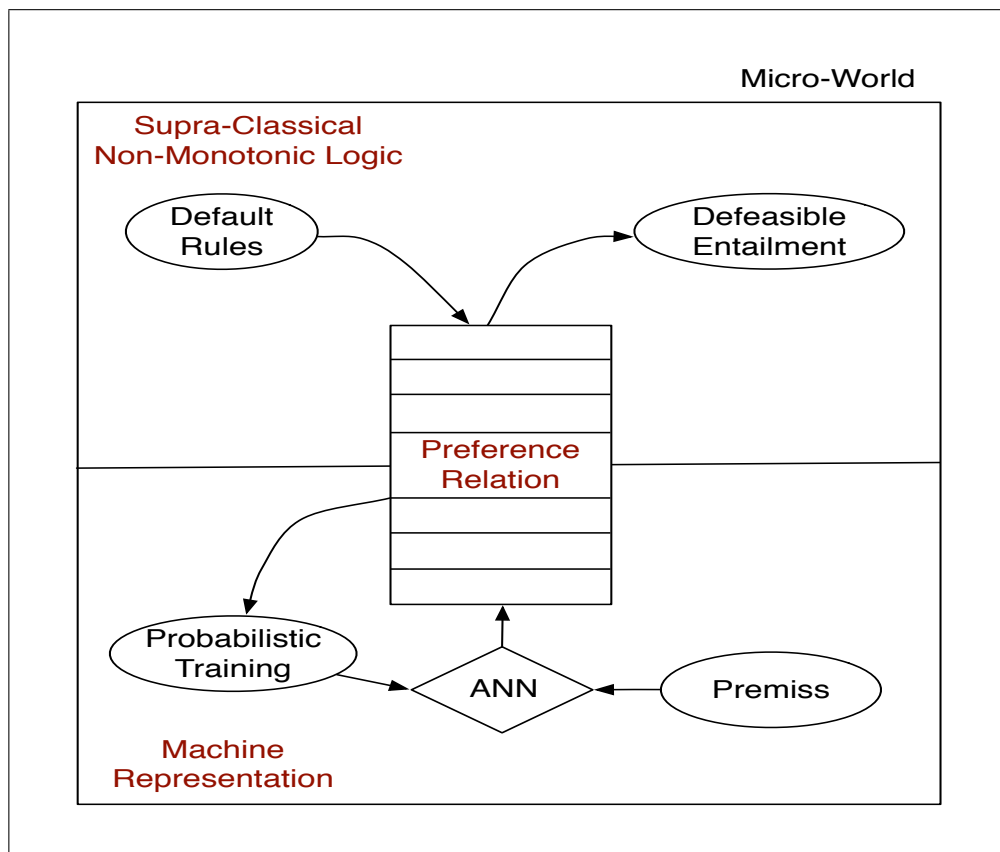 Micro-World
Supra-Classical
Non-Monotonic Logic
Default
Rules
Defeasible
Entailment
Preference
Relation
Probabilistic
Training
ANN
Premiss
Machine
Representation